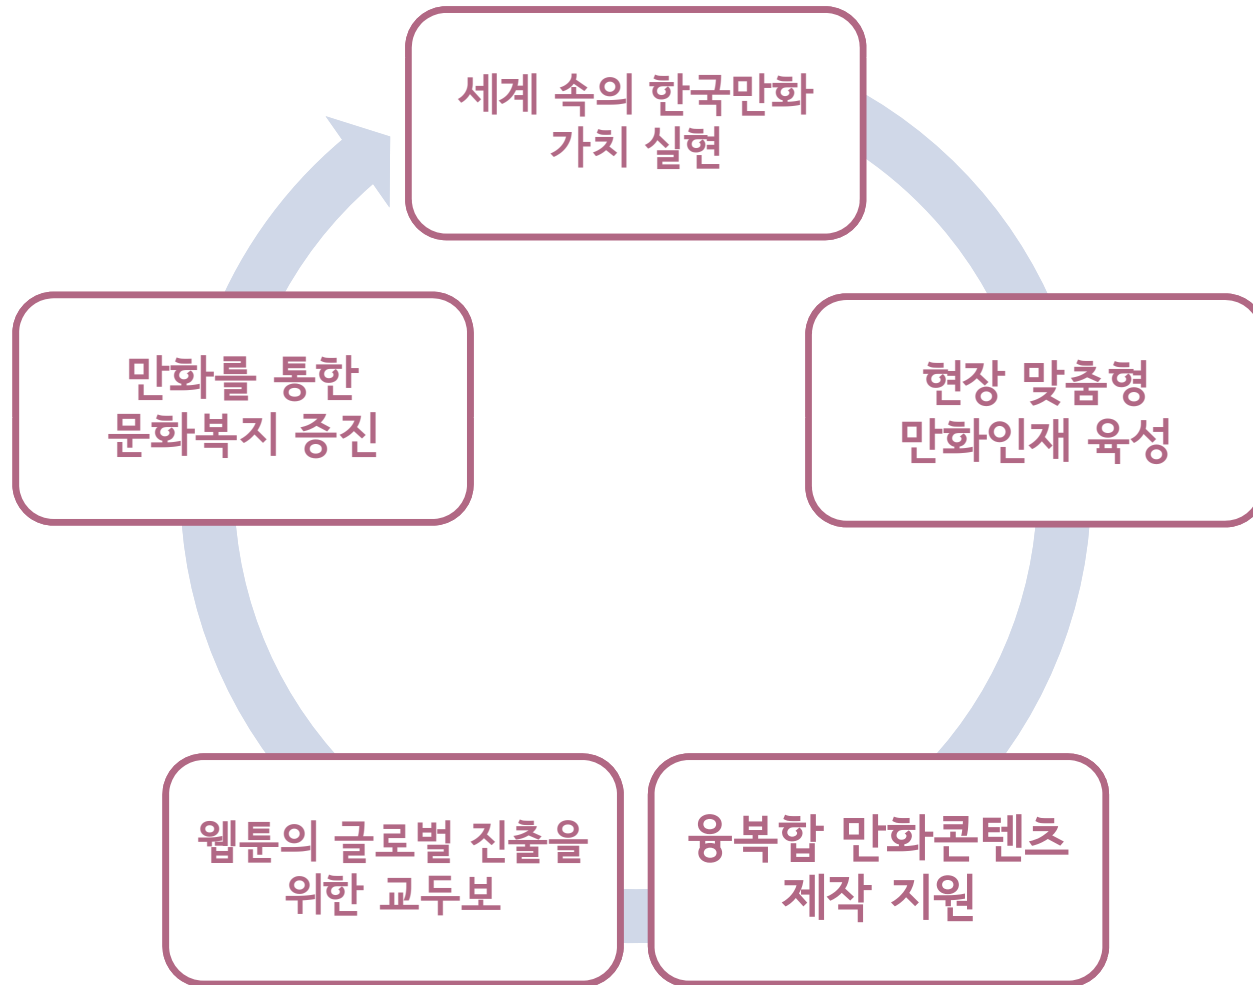 세계 속의 한국만화
가치 실현
현장 맞춤형
만화인재 육성
융복합 만화콘텐츠
제작 지원
웹툰의 글로벌 진출을
위한 교두보
만화를 통한
문화복지 증진